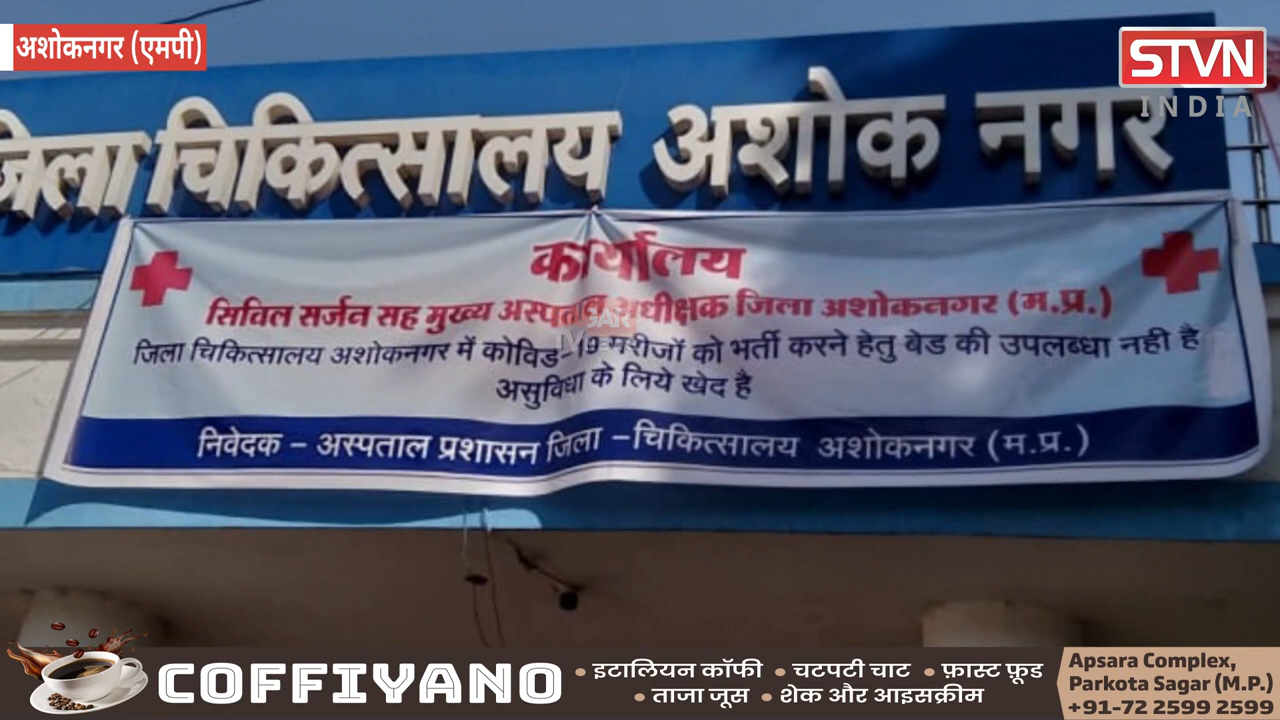 अशोकनगर (एमपी)
STVN
INDIA
जिला चिकित्सालय अशोक नगर
कार्यालय
सिविल सर्जन सह मुख्य अस्पताल अधीक्षक जिला अशोकनगर (म.प्र.)
जिला चिकित्सालय अशोकनगर में कोविड-19 मरीजों को भर्ती करने हेतु बेड की उपलब्धा नही है
असुविधा के लिये खेद है
निवेदक - अस्पताल प्रशासन जिला -चिकित्सालय अशोकनगर (म.प्र.)
COFFIYANO
• इटालियन कॉफी • चटपटी चाट • फ़ास्ट फ़ूड
• ताजा जूस • शेक और आइसक्रीम
Apsara Complex,
Parkota Sagar (M.P.)
+91-72 2599 2599